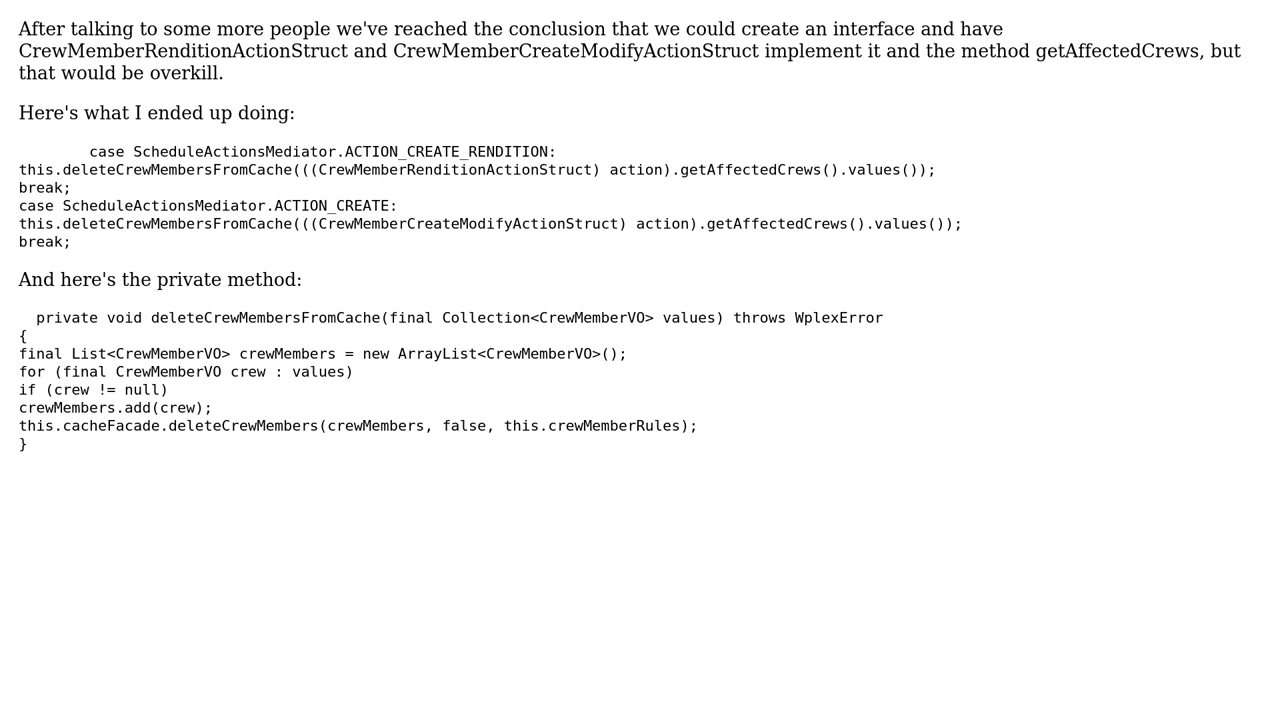 After talking to some more people we've reached the conclusion that we could create an interface and have
CrewMemberRenditionActionStruct and CrewMemberCreateModifyActionStruct implement it and the method getAffectedCrews, but
that would be overkill.
Here's what I ended up doing:
case ScheduleActionsMediator.ACTION_CREATE_RENDITION:
this.deleteCrewMembersFromCache(((CrewMemberRenditionActionStruct) action).getAffectedCrews().values());
break;
case ScheduleActionsMediator.ACTION_CREATE:
this.deleteCrewMembersFromCache(((CrewMemberCreateModifyActionStruct) action).getAffectedCrews().values());
break;
And here's the private method:
private void deleteCrewMembersFromCache(final Collection<CrewMemberVO> values) throws WplexError
{
final List<CrewMemberVO> crewMembers = new ArrayList<CrewMemberVO>();
for (final CrewMemberVO crew : values)
if (crew != null)
crewMembers.add(crew);
this.cacheFacade.deleteCrewMembers(crewMembers, false, this.crewMemberRules);
}